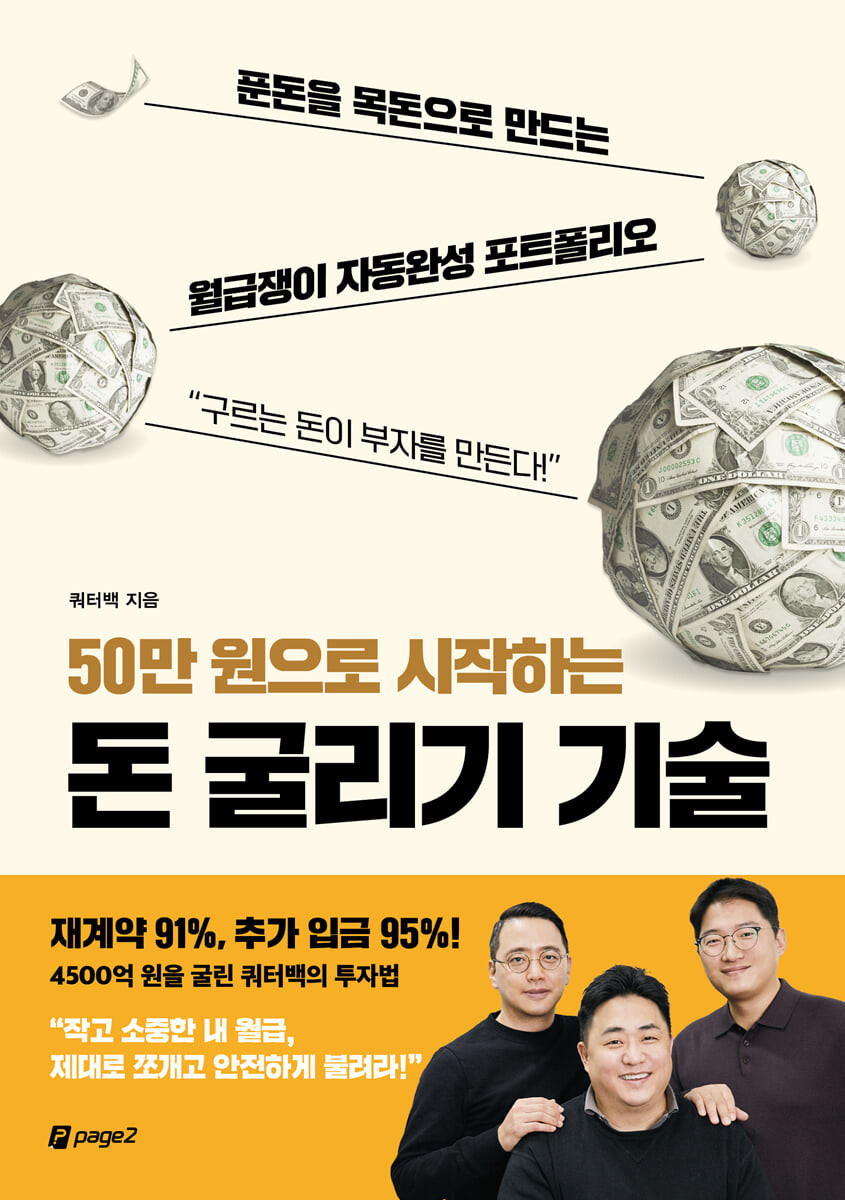 푼돈을 목돈으로 만드는
월급쟁이 자동완성 포트폴리오
“구르는 돈이 부자를 만든다!”
쿼터백 지음
50만 원으로 시작하는
돈 굴리기 기술
재계약 91%, 추가 입금 95%!
4500억 원을 굴린 쿼터백의 투자법
“작고 소중한 내 월급,
제대로 쪼개고 안전하게 불려라!”
page2